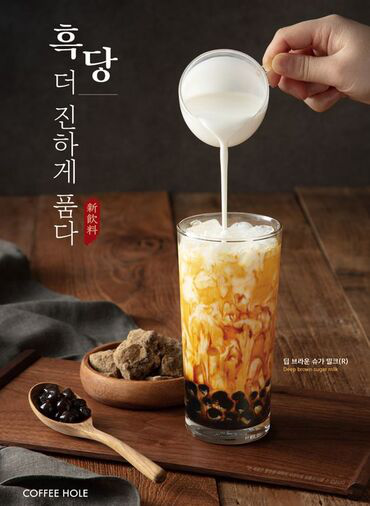 흑당
더 진하게 품다
新飲料
딥 브라운 슈가 밀크(R)
Deep brown sugar milk
COFFEE HOLE